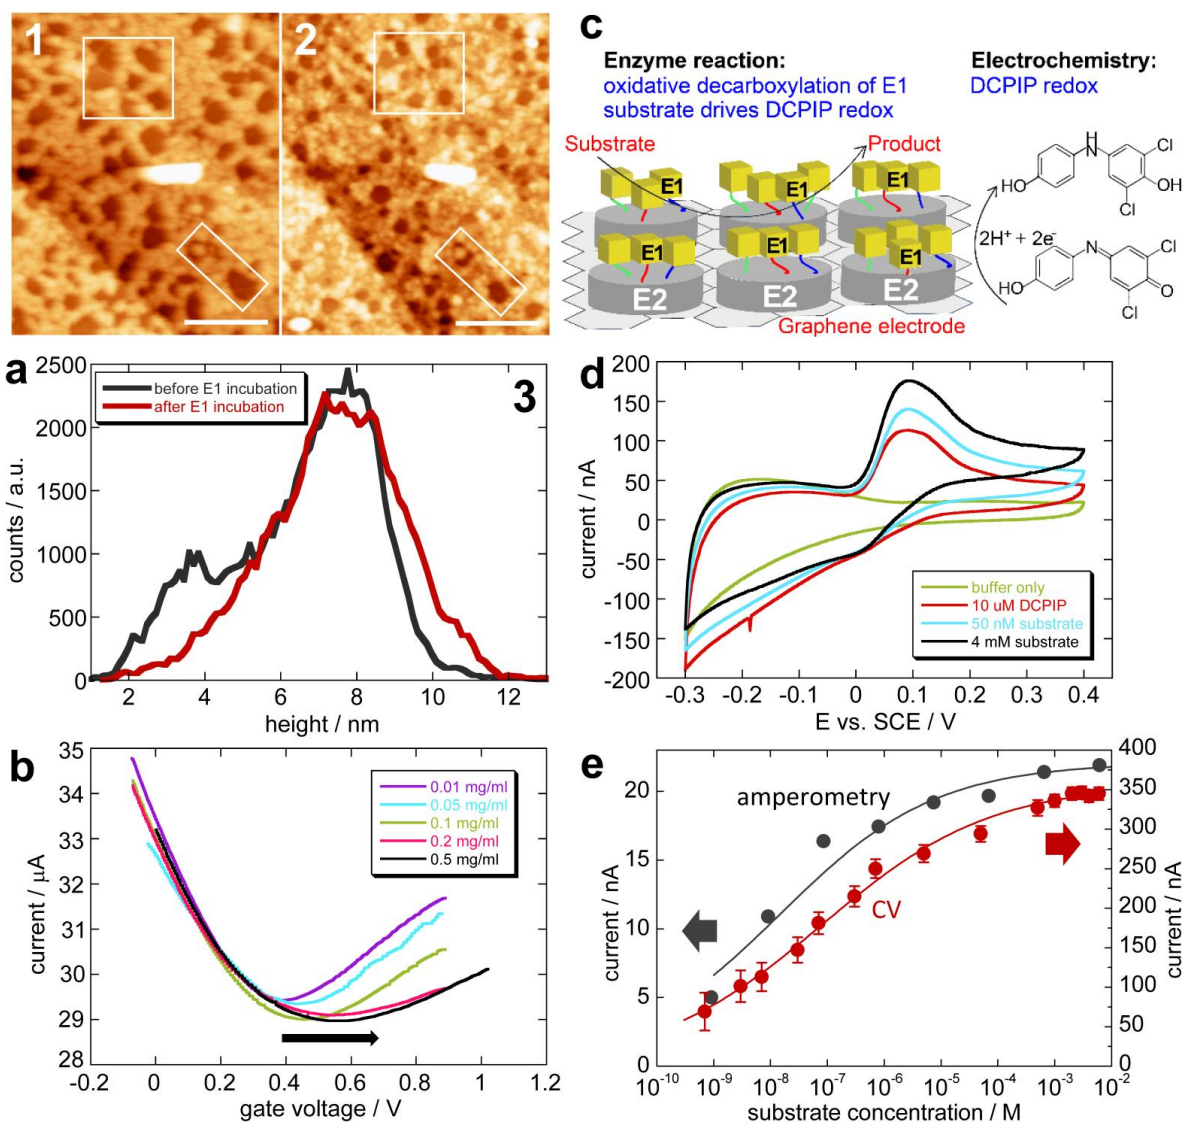 1
2
c
Enzyme reaction:
oxidative decarboxylation of E1
substrate drives DCPIP redox
Electrochemistry:
DCPIP redox
Substrate
Product
E1
E1
E1
E1
E1
E1
E2
E2
E2
Graphene electrode
H
N
Cl
HO
OH
Cl
2H⁺ + 2e⁻
N
Cl
HO
O
Cl
a
before E1 incubation
after E1 incubation
3
2500
2000
1500
1000
500
0
counts / a.u.
2
4
6
8
10
12
height / nm
d
200
150
100
50
0
-50
-100
-150
-200
current / nA
buffer only
10 uM DCPIP
50 nM substrate
4 mM substrate
-0.3
-0.2
-0.1
0
0.1
0.2
0.3
0.4
E vs. SCE / V
b
35
34
33
32
31
30
29
28
current / µA
0.01 mg/ml
0.05 mg/ml
0.1 mg/ml
0.2 mg/ml
0.5 mg/ml
-0.2
0
0.2
0.4
0.6
0.8
1
1.2
gate voltage / V
e
20
15
10
5
0
current / nA
amperometry
CV
400
350
300
250
200
150
100
50
0
current / nA
10⁻¹⁰
10⁻⁹
10⁻⁸
10⁻⁷
10⁻⁶
10⁻⁵
10⁻⁴
10⁻³
10⁻²
substrate concentration / M